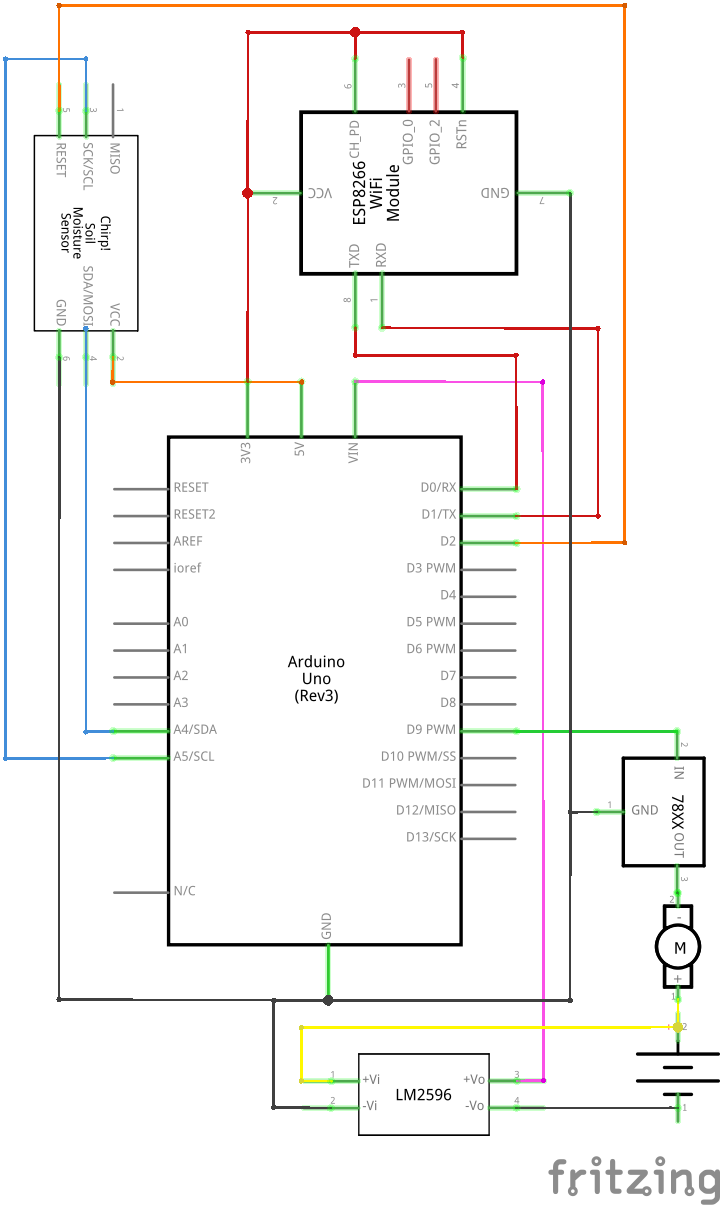 5
3
1
RESET
SCK/SCL
MISO
Chirp!
Soil
Moisture
Sensor
GND
SDA/MOSI
VCC
6
4
2
6
3
5
4
CH_PD
GPIO_0
GPIO_2
RSTn
VCC
2
ESP8266
WiFi
Module
GND
7
TXD
RXD
8
1
3V3
5V
VIN
RESET
RESET2
AREF
ioref
A0
A1
A2
A3
A4/SDA
A5/SCL
N/C
Arduino
Uno
(Rev3)
D0/RX
D1/TX
D2
D3 PWM
D4
D5 PWM
D6 PWM
D7
D8
D9 PWM
D10 PWM/SS
D11 PWM/MOSI
D12/MISO
D13/SCK
GND
2
IN
1
GND
78XX
OUT
3
2
-
M
+
1
2
1
1
+Vi
2
-Vi
LM2596
+Vo
3
-Vo
4
fritzing